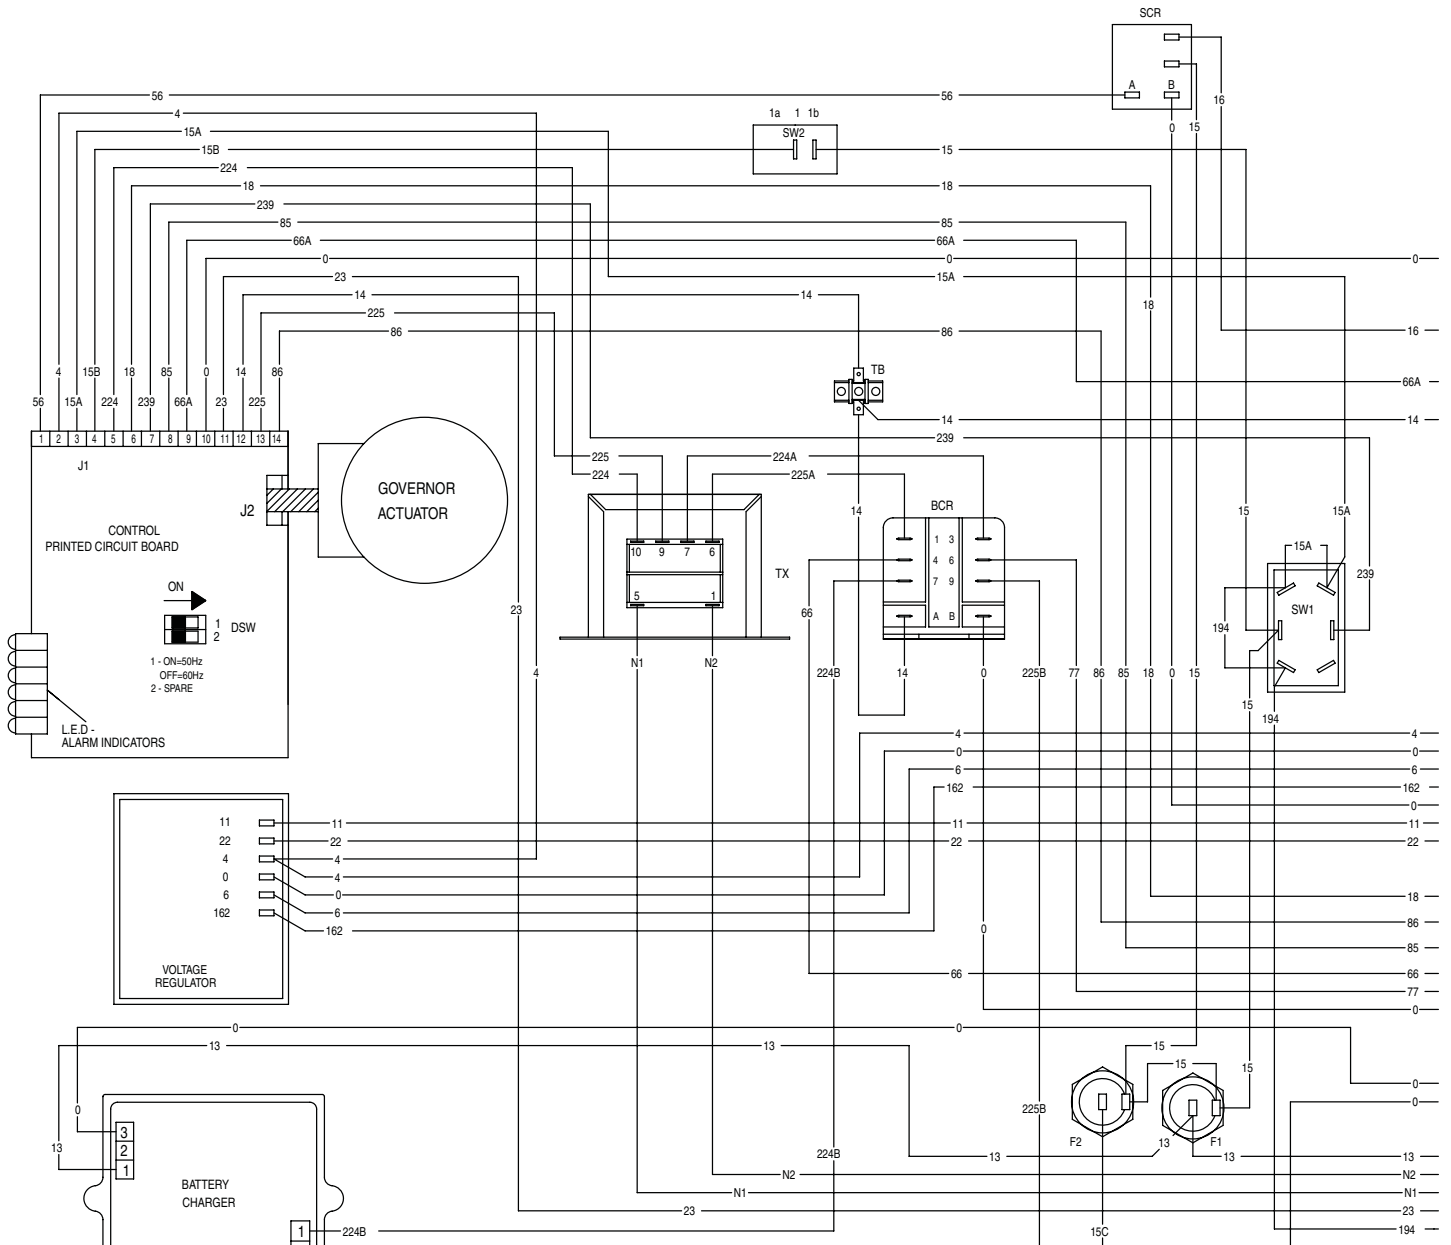 SCR
A B
16
0 15
56 56
4
15A
1a 1 1b
SW2
15B 15
224
18 18
239
85 85
66A 66A
0 0 0
23 15A
14 14
18
225
86 86 16
4 15B 18 85 0 14 86
TB
66A
56 15A 224 239 66A 23 225
14 14
239
1 2 3 4 5 6 7 8 9 10 11 12 13 14
J1
225 224A
224 225A
GOVERNOR
ACTUATOR
J2
BCR
14 15 15A
CONTROL
PRINTED CIRCUIT BOARD
1 3
4 6
7 9
A B
10 9 7 6
TX
5 1
15A
239
ON
1
2
DSW
SW1
23 66
194
1 - ON=50Hz
OFF=60Hz
2 - SPARE
N1 N2
4 224B 14 0 225B 77 86 85 18 0 15
15
194
L.E.D -
ALARM INDICATORS
4 4
0 0
6 6
162 162
0
11 11 11 11
22 22 22 22
4 4
0 4
6 0
162 6
162
18
86
0
85
VOLTAGE
REGULATOR
66 66
77
0
0 0
13 13
15
15 15
0
0
0
225B
13
F2 13 F1
3
2
1
224B
13 13 13
N2 N2
BATTERY
CHARGER
N1 N1
23 23
1 224B 15C 194